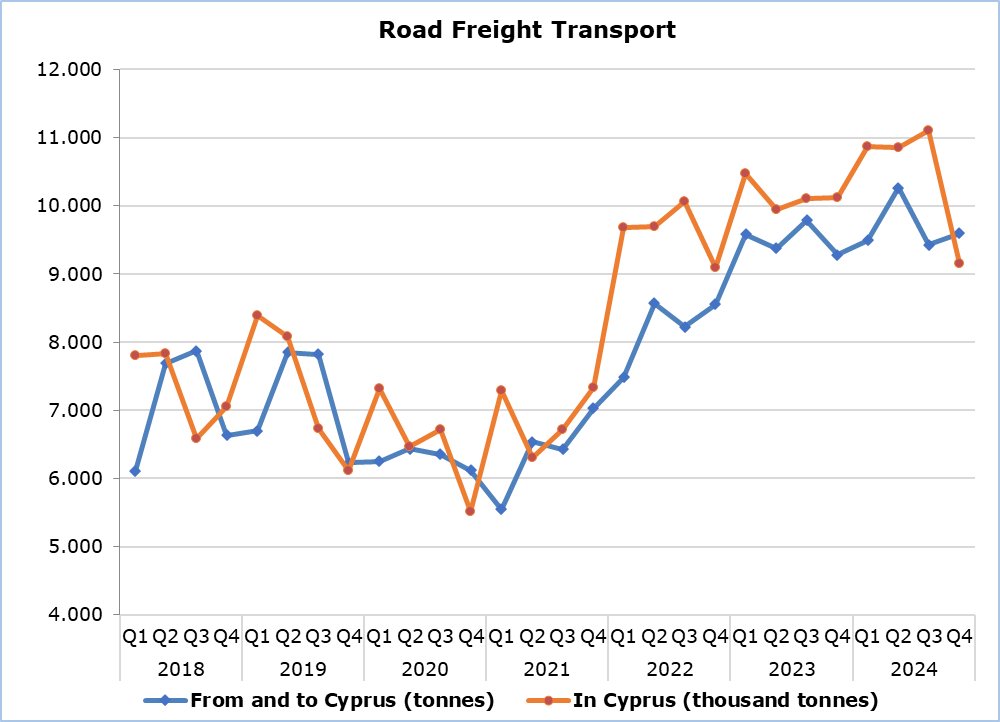 Road Freight Transport
12.000
11.000
10.000
9.000
8.000
7.000
6.000
5.000
4.000
Q1 Q2 Q3 Q4 Q1 Q2 Q3 Q4 Q1 Q2 Q3 Q4 Q1 Q2 Q3 Q4 Q1 Q2 Q3 Q4 Q1 Q2 Q3 Q4 Q1 Q2 Q3 Q4
2018 2019 2020 2021 2022 2023 2024
From and to Cyprus (tonnes) In Cyprus (thousand tonnes)